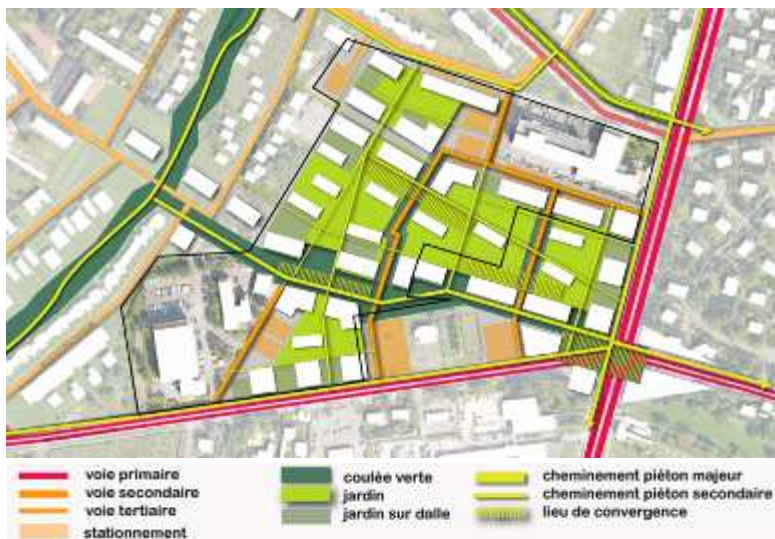 voie primaire
voie secondaire
voie tertiaire
stationnement
coulée verte
jardin
jardin sur dalle
cheminement piéton majeur
cheminement piéton secondaire
lieu de convergence